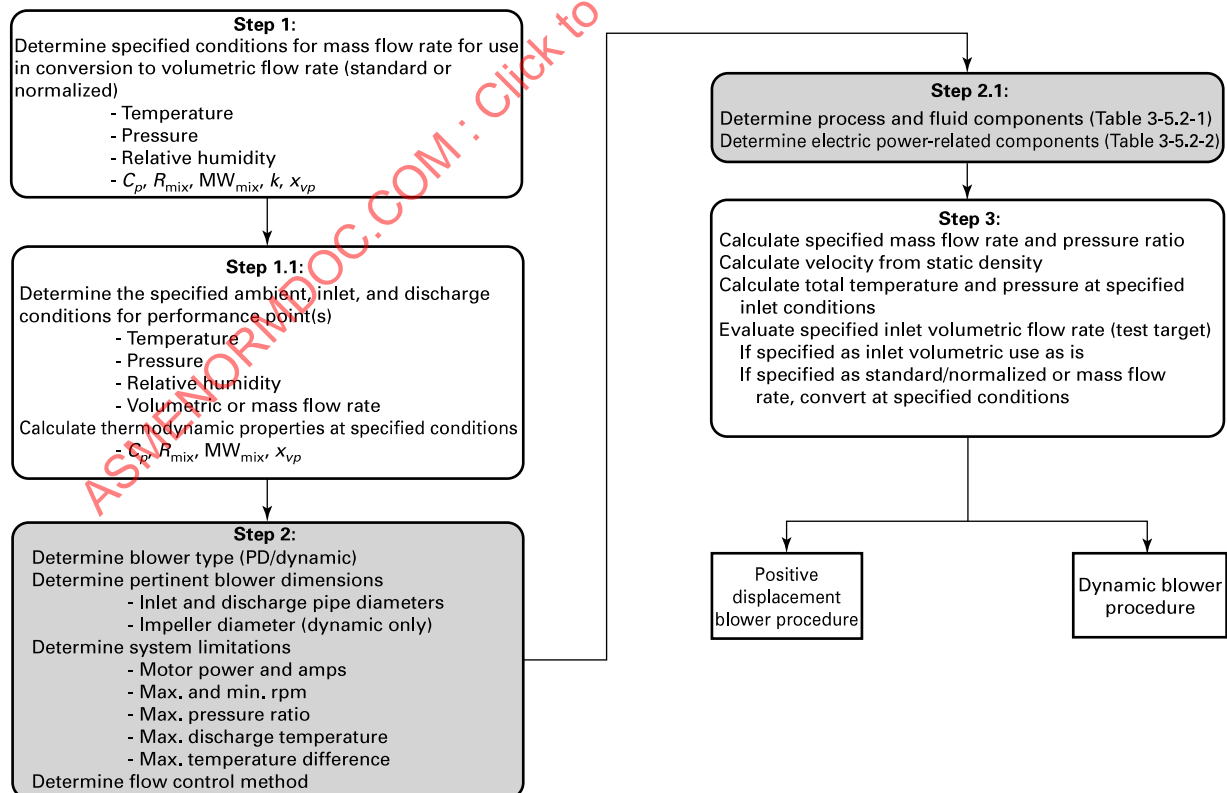 Step 1:
Determine specified conditions for mass flow rate for use
in conversion to volumetric flow rate (standard or
normalized)
- Temperature
- Pressure
- Relative humidity
- Cp, Rmix, MWmix, k, xvp
Step 1.1:
Determine the specified ambient, inlet, and discharge
conditions for performance point(s)
- Temperature
- Pressure
- Relative humidity
- Volumetric or mass flow rate
Calculate thermodynamic properties at specified conditions
- Cp, Rmix, MWmix, xvp
Step 2:
Determine blower type (PD/dynamic)
Determine pertinent blower dimensions
- Inlet and discharge pipe diameters
- Impeller diameter (dynamic only)
Determine system limitations
- Motor power and amps
- Max. and min. rpm
- Max. pressure ratio
- Max. discharge temperature
- Max. temperature difference
Determine flow control method
Step 2.1:
Determine process and fluid components (Table 3-5.2-1)
Determine electric power-related components (Table 3-5.2-2)
Step 3:
Calculate specified mass flow rate and pressure ratio
Calculate velocity from static density
Calculate total temperature and pressure at specified
inlet conditions
Evaluate specified inlet volumetric flow rate (test target)
If specified as inlet volumetric use as is
If specified as standard/normalized or mass flow
rate, convert at specified conditions
Positive
displacement
blower procedure
Dynamic blower
procedure
ASMENORMDOC.COM : Click to